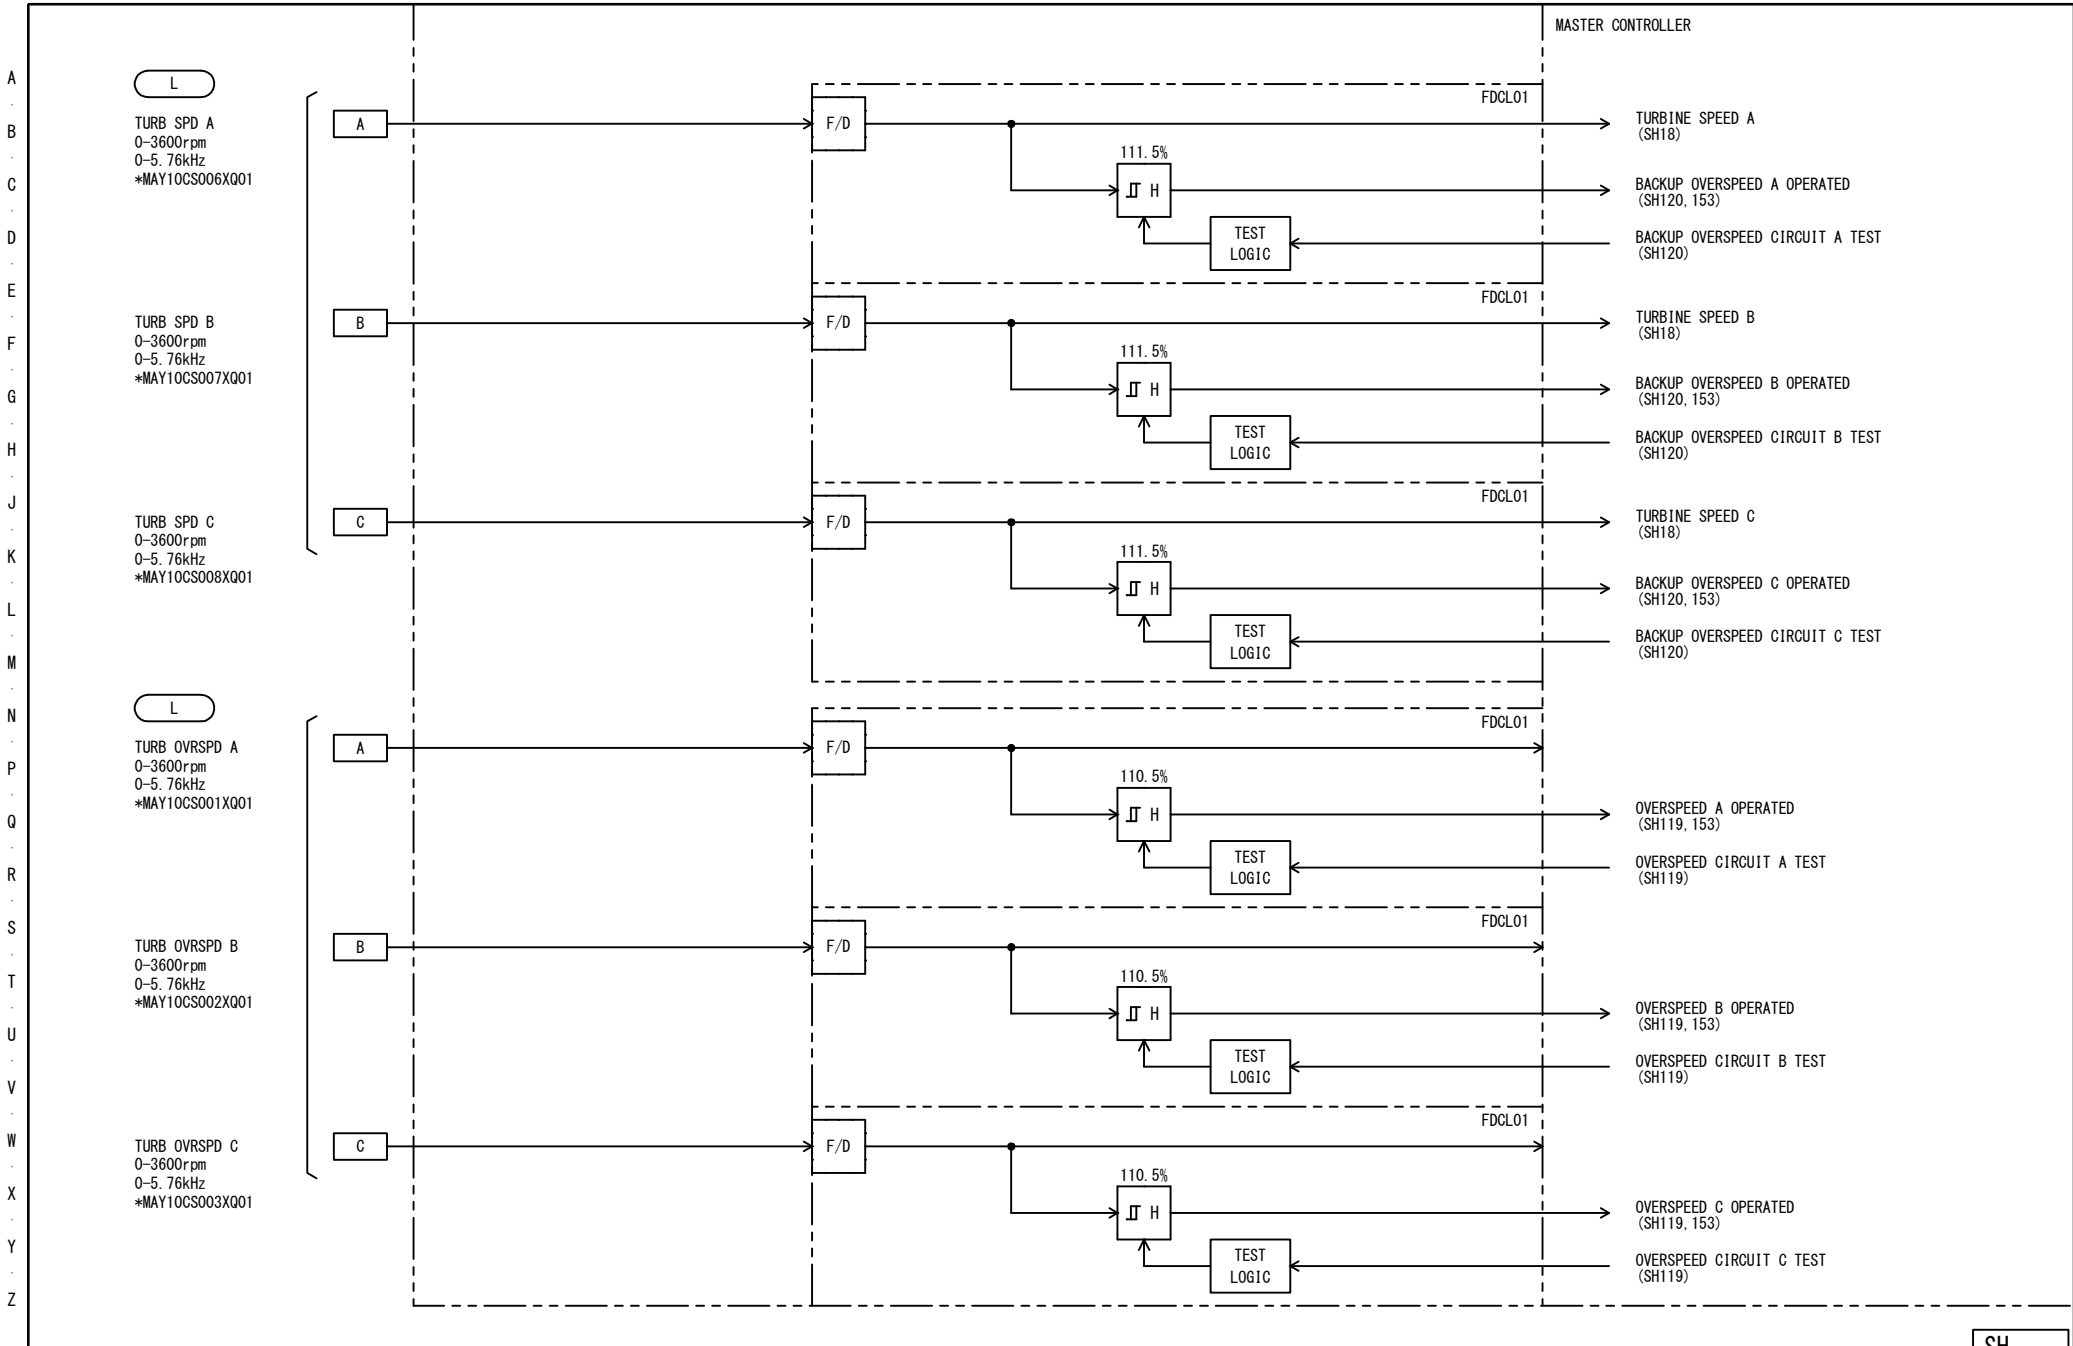 MASTER CONTROLLER
A
B
C
D
E
F
G
H
J
K
L
M
N
P
Q
R
S
T
U
V
W
X
Y
Z
L
TURB SPD A
0-3600rpm
0-5.76kHz
*MAY10CS006XQ01
A
F/D
FDCL01
111.5%
H
TEST
LOGIC
TURBINE SPEED A
(SH18)
BACKUP OVERSPEED A OPERATED
(SH120,153)
BACKUP OVERSPEED CIRCUIT A TEST
(SH120)
TURB SPD B
0-3600rpm
0-5.76kHz
*MAY10CS007XQ01
B
F/D
FDCL01
111.5%
H
TEST
LOGIC
TURBINE SPEED B
(SH18)
BACKUP OVERSPEED B OPERATED
(SH120,153)
BACKUP OVERSPEED CIRCUIT B TEST
(SH120)
TURB SPD C
0-3600rpm
0-5.76kHz
*MAY10CS008XQ01
C
F/D
FDCL01
111.5%
H
TEST
LOGIC
TURBINE SPEED C
(SH18)
BACKUP OVERSPEED C OPERATED
(SH120,153)
BACKUP OVERSPEED CIRCUIT C TEST
(SH120)
L
TURB OVRSPD A
0-3600rpm
0-5.76kHz
*MAY10CS001XQ01
A
F/D
FDCL01
110.5%
H
TEST
LOGIC
OVERSPEED A OPERATED
(SH119,153)
OVERSPEED CIRCUIT A TEST
(SH119)
TURB OVRSPD B
0-3600rpm
0-5.76kHz
*MAY10CS002XQ01
B
F/D
FDCL01
110.5%
H
TEST
LOGIC
OVERSPEED B OPERATED
(SH119,153)
OVERSPEED CIRCUIT B TEST
(SH119)
TURB OVRSPD C
0-3600rpm
0-5.76kHz
*MAY10CS003XQ01
C
F/D
FDCL01
110.5%
H
TEST
LOGIC
OVERSPEED C OPERATED
(SH119,153)
OVERSPEED CIRCUIT C TEST
(SH119)
SH